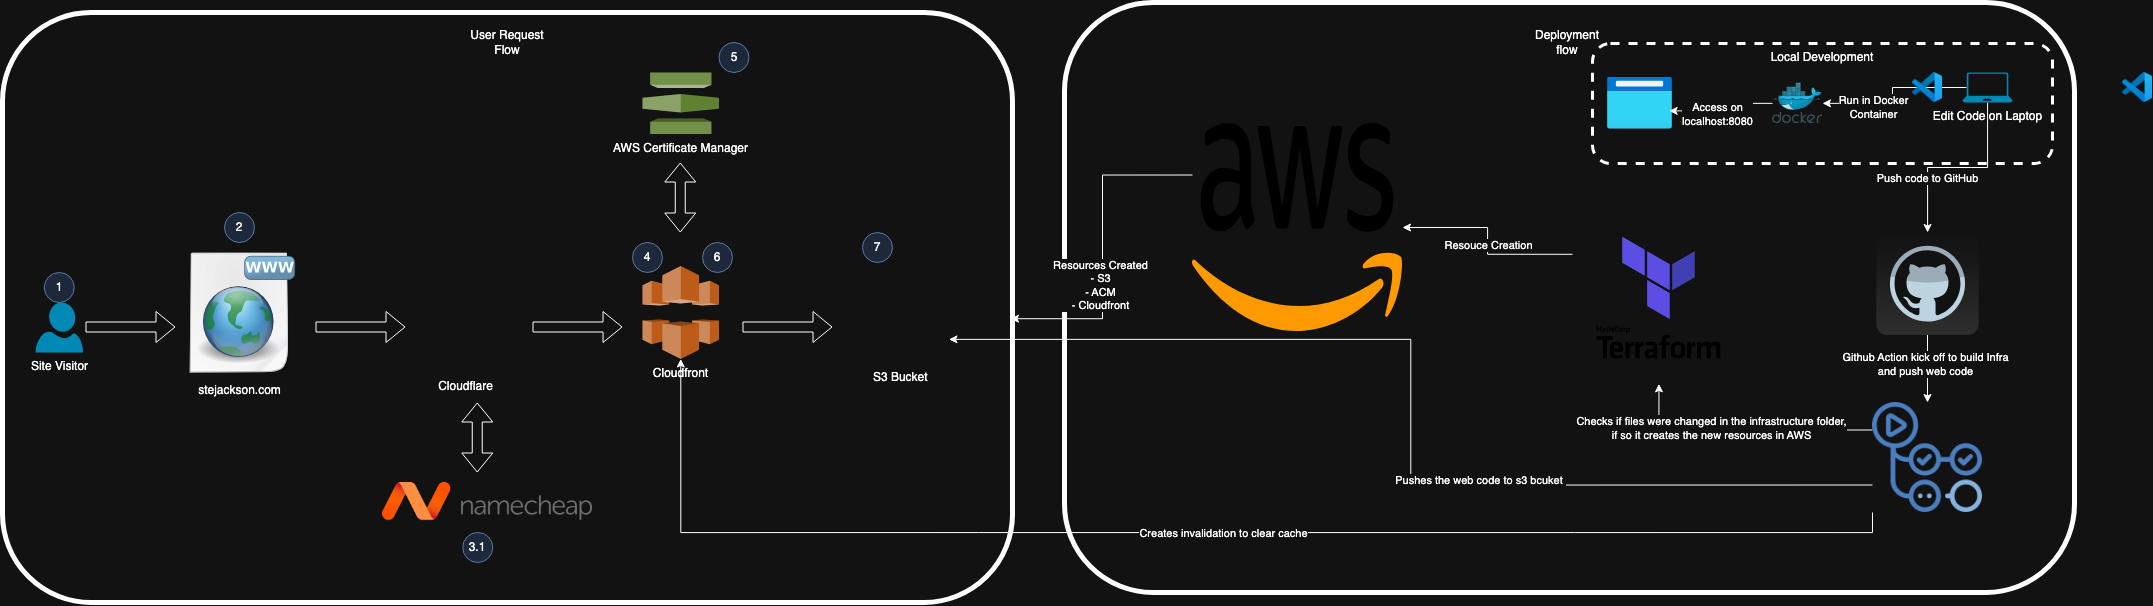 User Request
Flow
5
AWS Certificate Manager
2
www
4
6
7
1
Site Visitor
stejackson.com
Cloudflare
Cloudfront
S3 Bucket
namecheap
3.1
Deployment
flow
Local Development
Access on
localhost:8080
docker
Run in Docker
Container
Edit Code on Laptop
Push code to GitHub
aws
Resouce Creation
Resources Created
- S3
- ACM
- Cloudfront
HashiCorp
Terraform
Github Action kick off to build Infra
and push web code
Checks if files were changed in the infrastructure folder,
if so it creates the new resources in AWS
Pushes the web code to s3 bcuket
Creates invalidation to clear cache